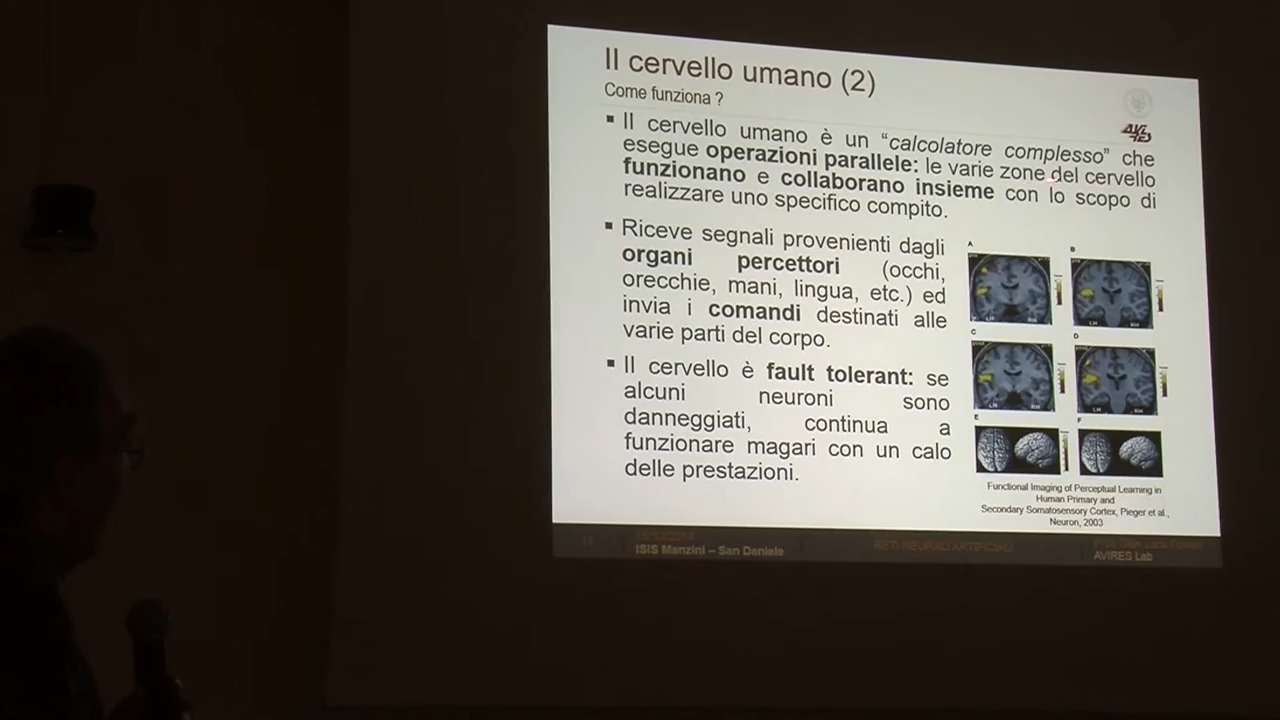 Il cervello umano (2)
Come funziona ?
Il cervello umano è un “calcolatore complesso” che
esegue operazioni parallele: le varie zone del cervello
funzionano e collaborano insieme con lo scopo di
realizzare uno specifico compito.
Riceve segnali provenienti dagli
organi percettori (occhi,
orecchie, mani, lingua, etc.) ed
invia i comandi destinati alle
varie parti del corpo.
Il cervello è fault tolerant: se
alcuni neuroni sono
danneggiati, continua a
funzionare magari con un calo
delle prestazioni.
A
B
C
D
E
F
Functional Imaging of Perceptual Learning in
Human Primary and
Secondary Somatosensory Cortex, Pleger et al.,
Neuron, 2003
ISIS Manzini – San Daniele
RETI NEURALI ARTIFICIALI
AVIRES Lab